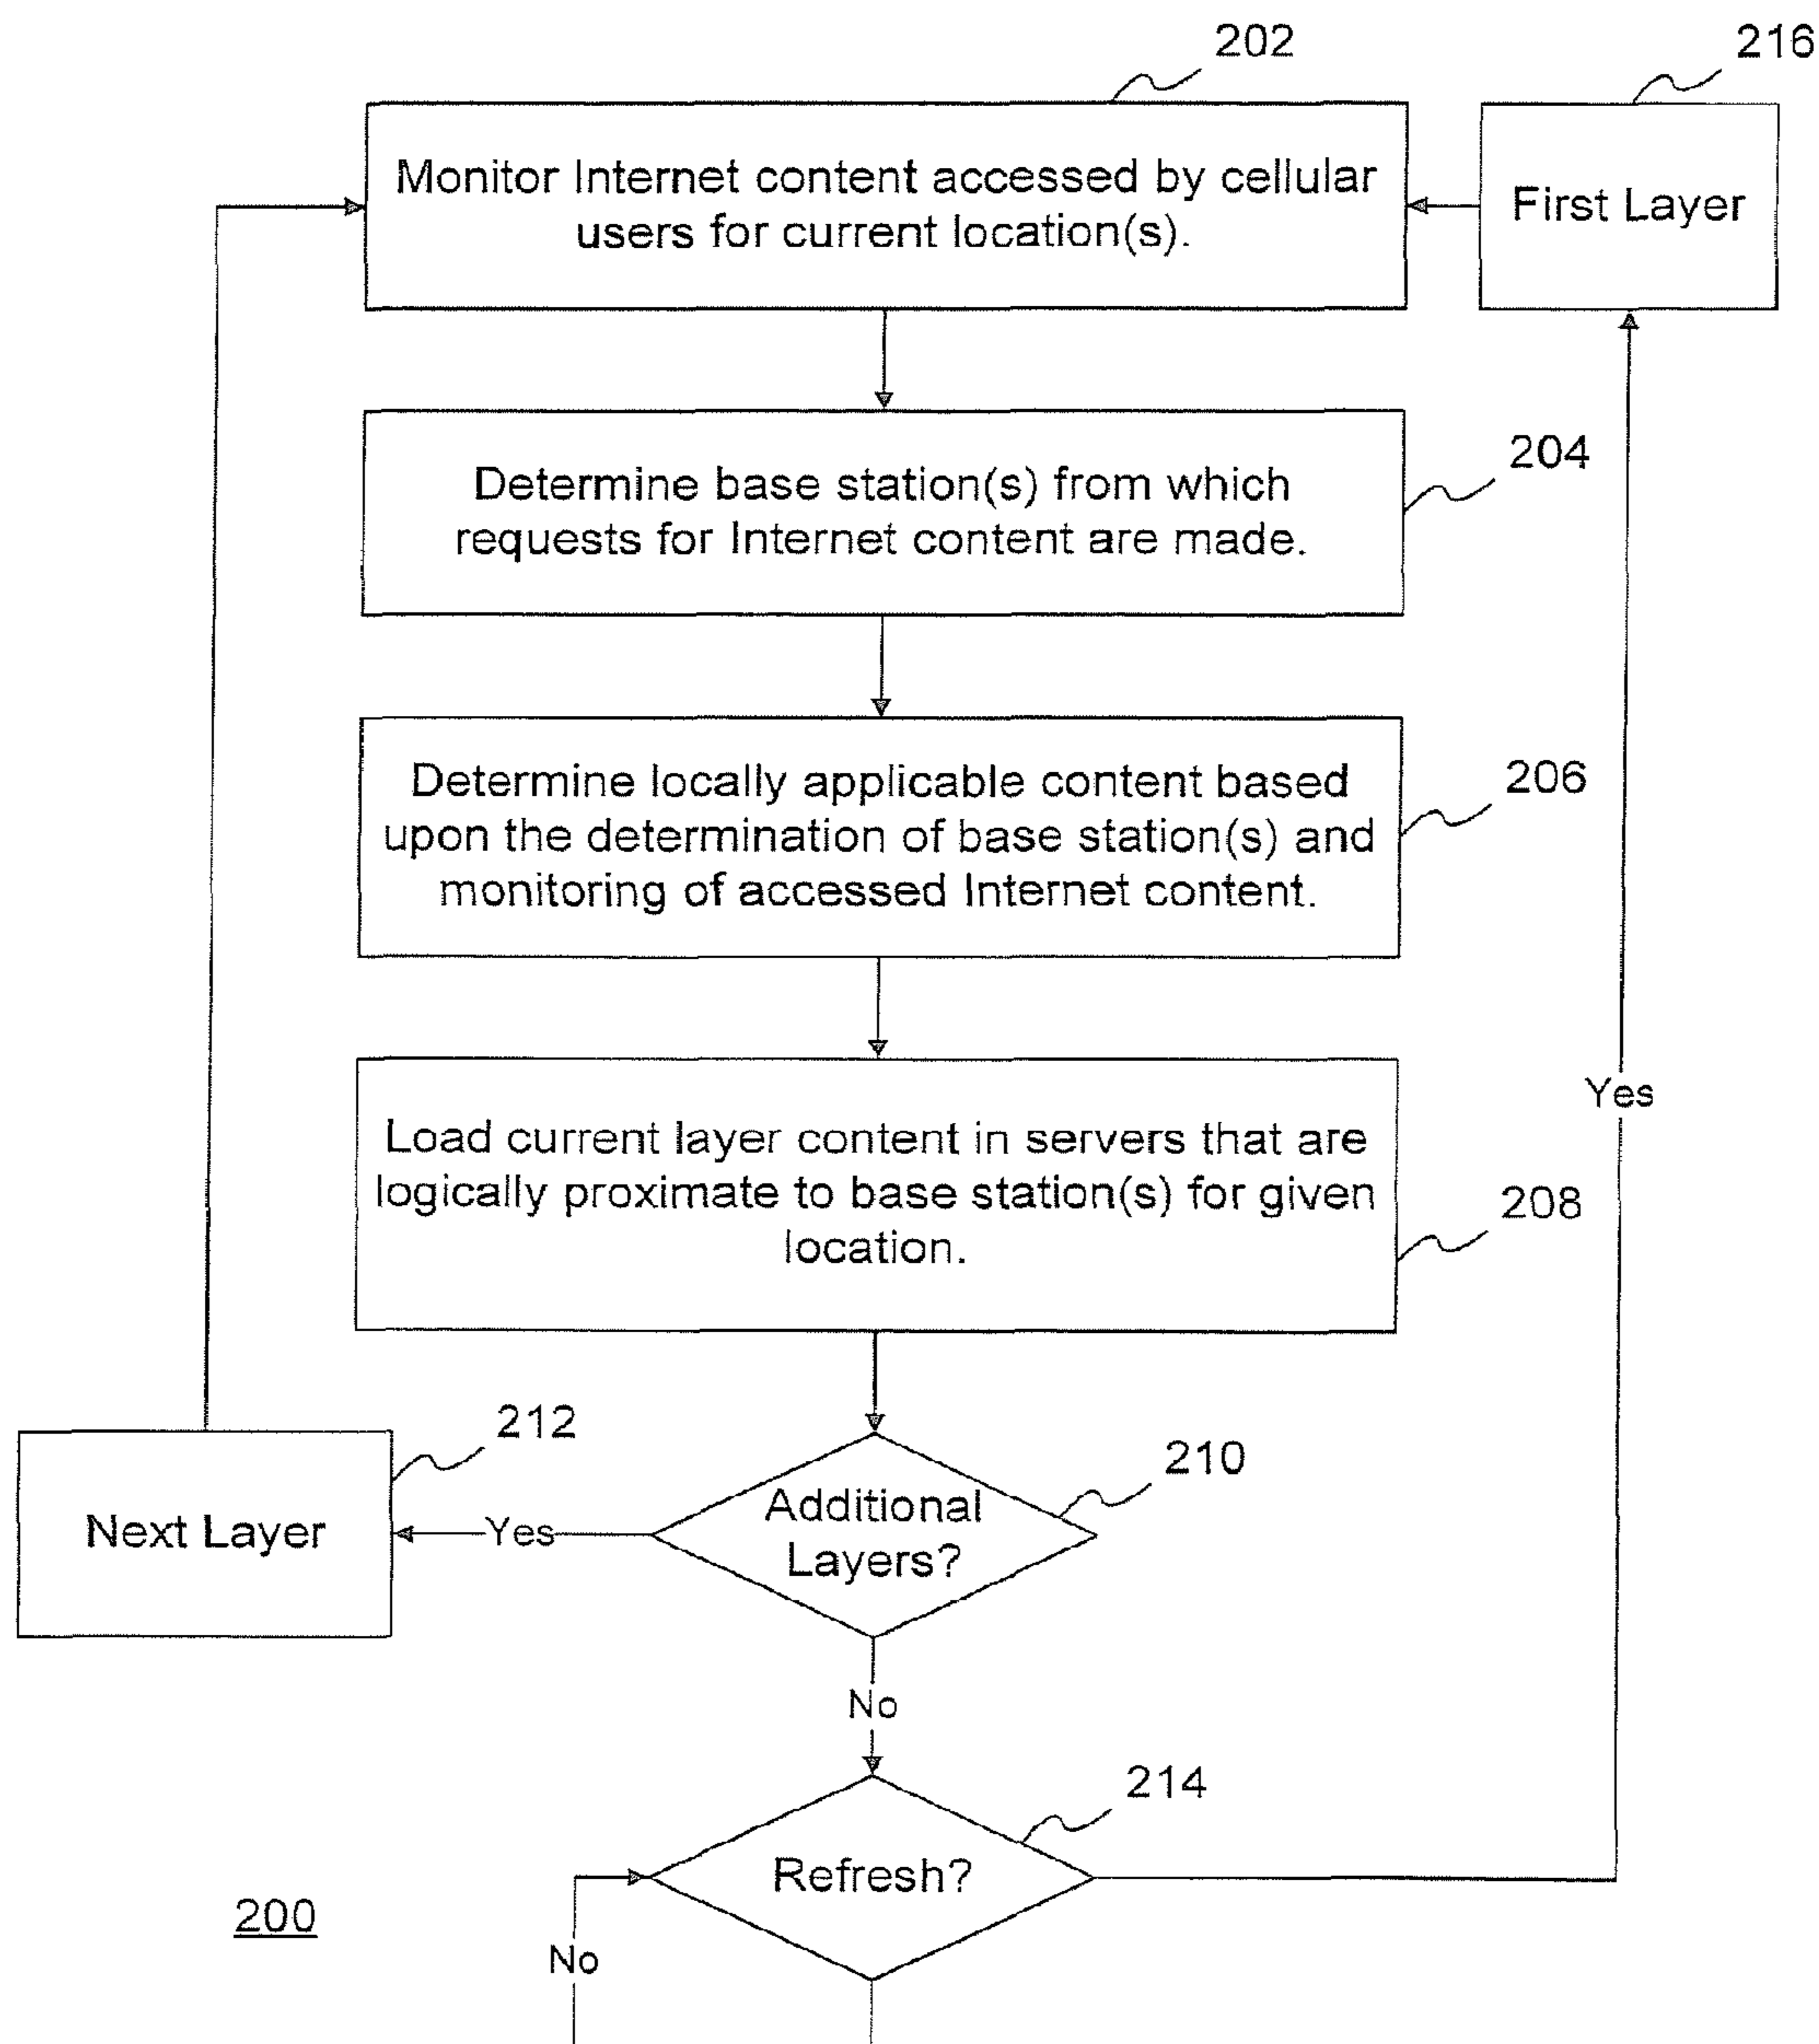 202
216
Monitor Internet content accessed by cellular
users for current location(s).
First Layer
204
Determine base station(s) from which
requests for Internet content are made.
206
Determine locally applicable content based
upon the determination of base station(s) and
monitoring of accessed Internet content.
Yes
Load current layer content in servers that are
logically proximate to base station(s) for given
location.
208
212
210
Next Layer
Yes
Additional
Layers?
No
214
Refresh?
200
No